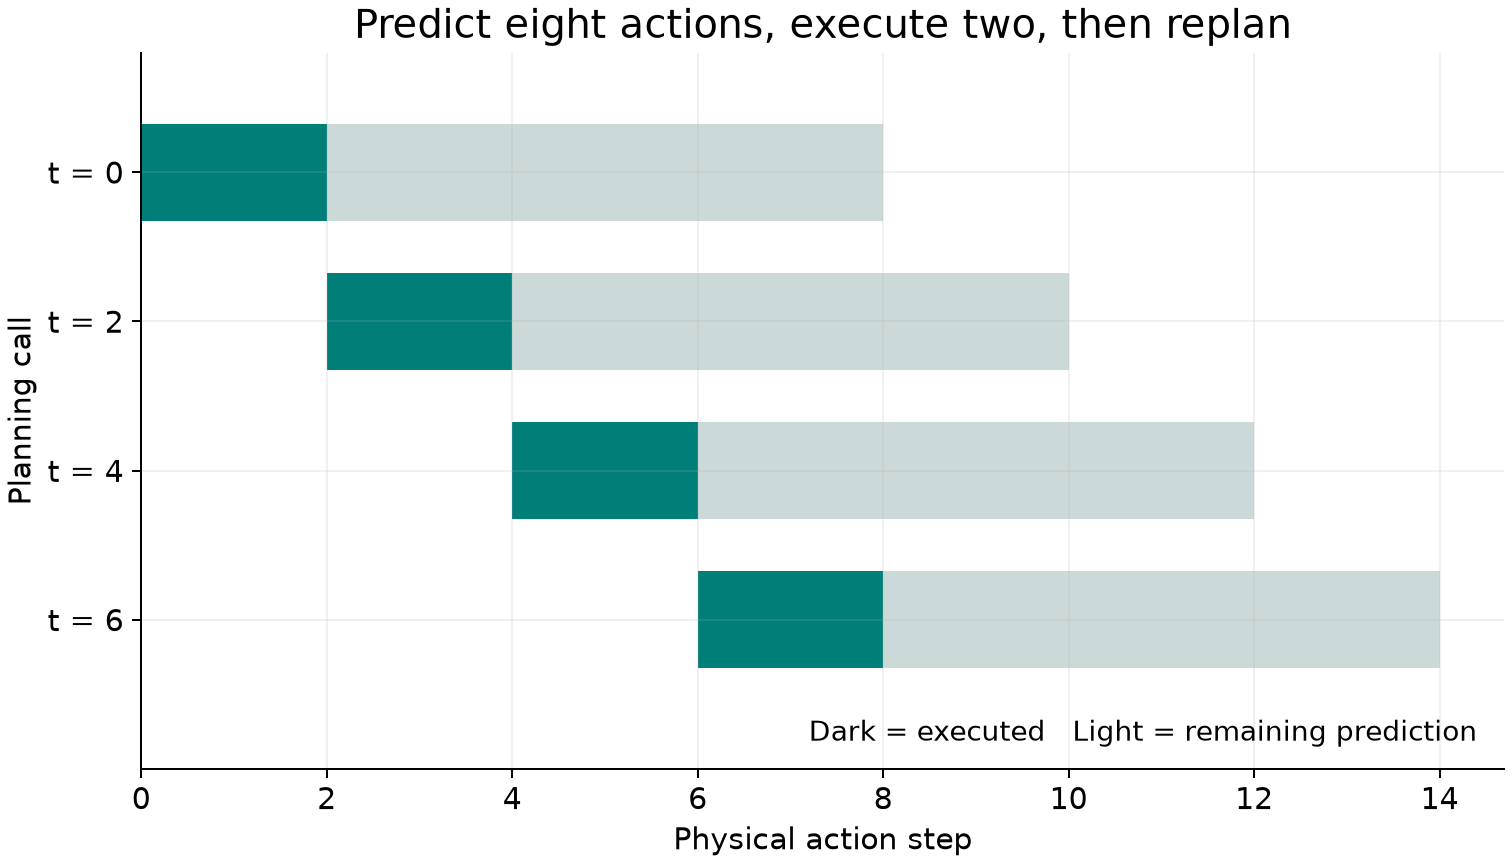 Predict eight actions, execute two, then replan
Planning call
t = 0
t = 2
t = 4
t = 6
Dark = executed   Light = remaining prediction
0 2 4 6 8 10 12 14
Physical action step